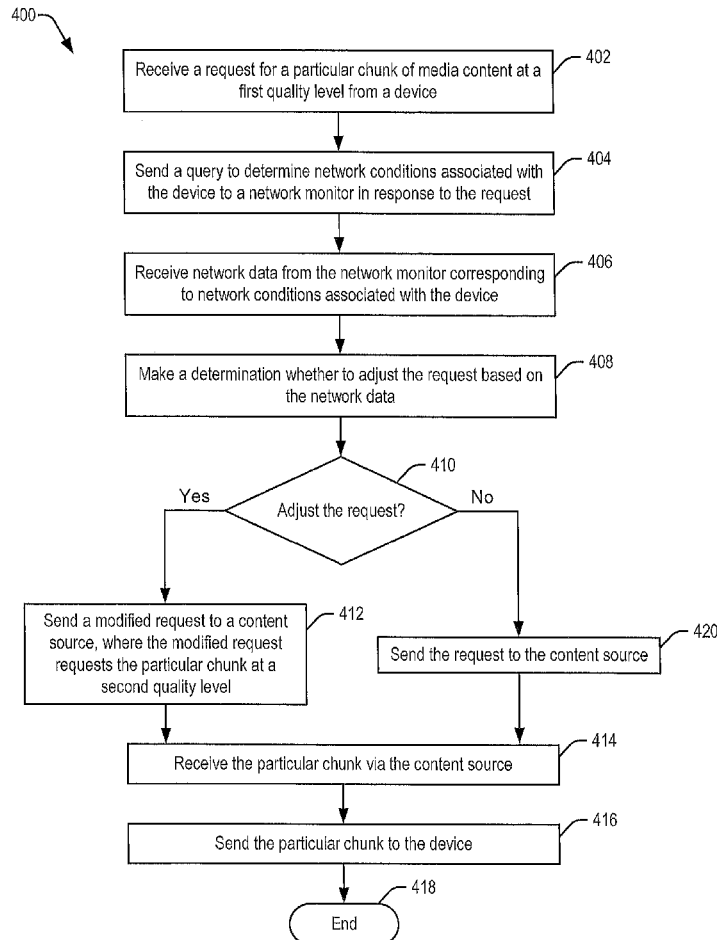 400
Receive a request for a particular chunk of media content at a
first quality level from a device
402
Send a query to determine network conditions associated with
the device to a network monitor in response to the request
404
Receive network data from the network monitor corresponding
to network conditions associated with the device
406
Make a determination whether to adjust the request based on
the network data
408
410
Yes
Adjust the request?
No
Send a modified request to a content
source, where the modified request
requests the particular chunk at a
second quality level
412
Send the request to the content source
420
Receive the particular chunk via the content source
414
Send the particular chunk to the device
416
418
End